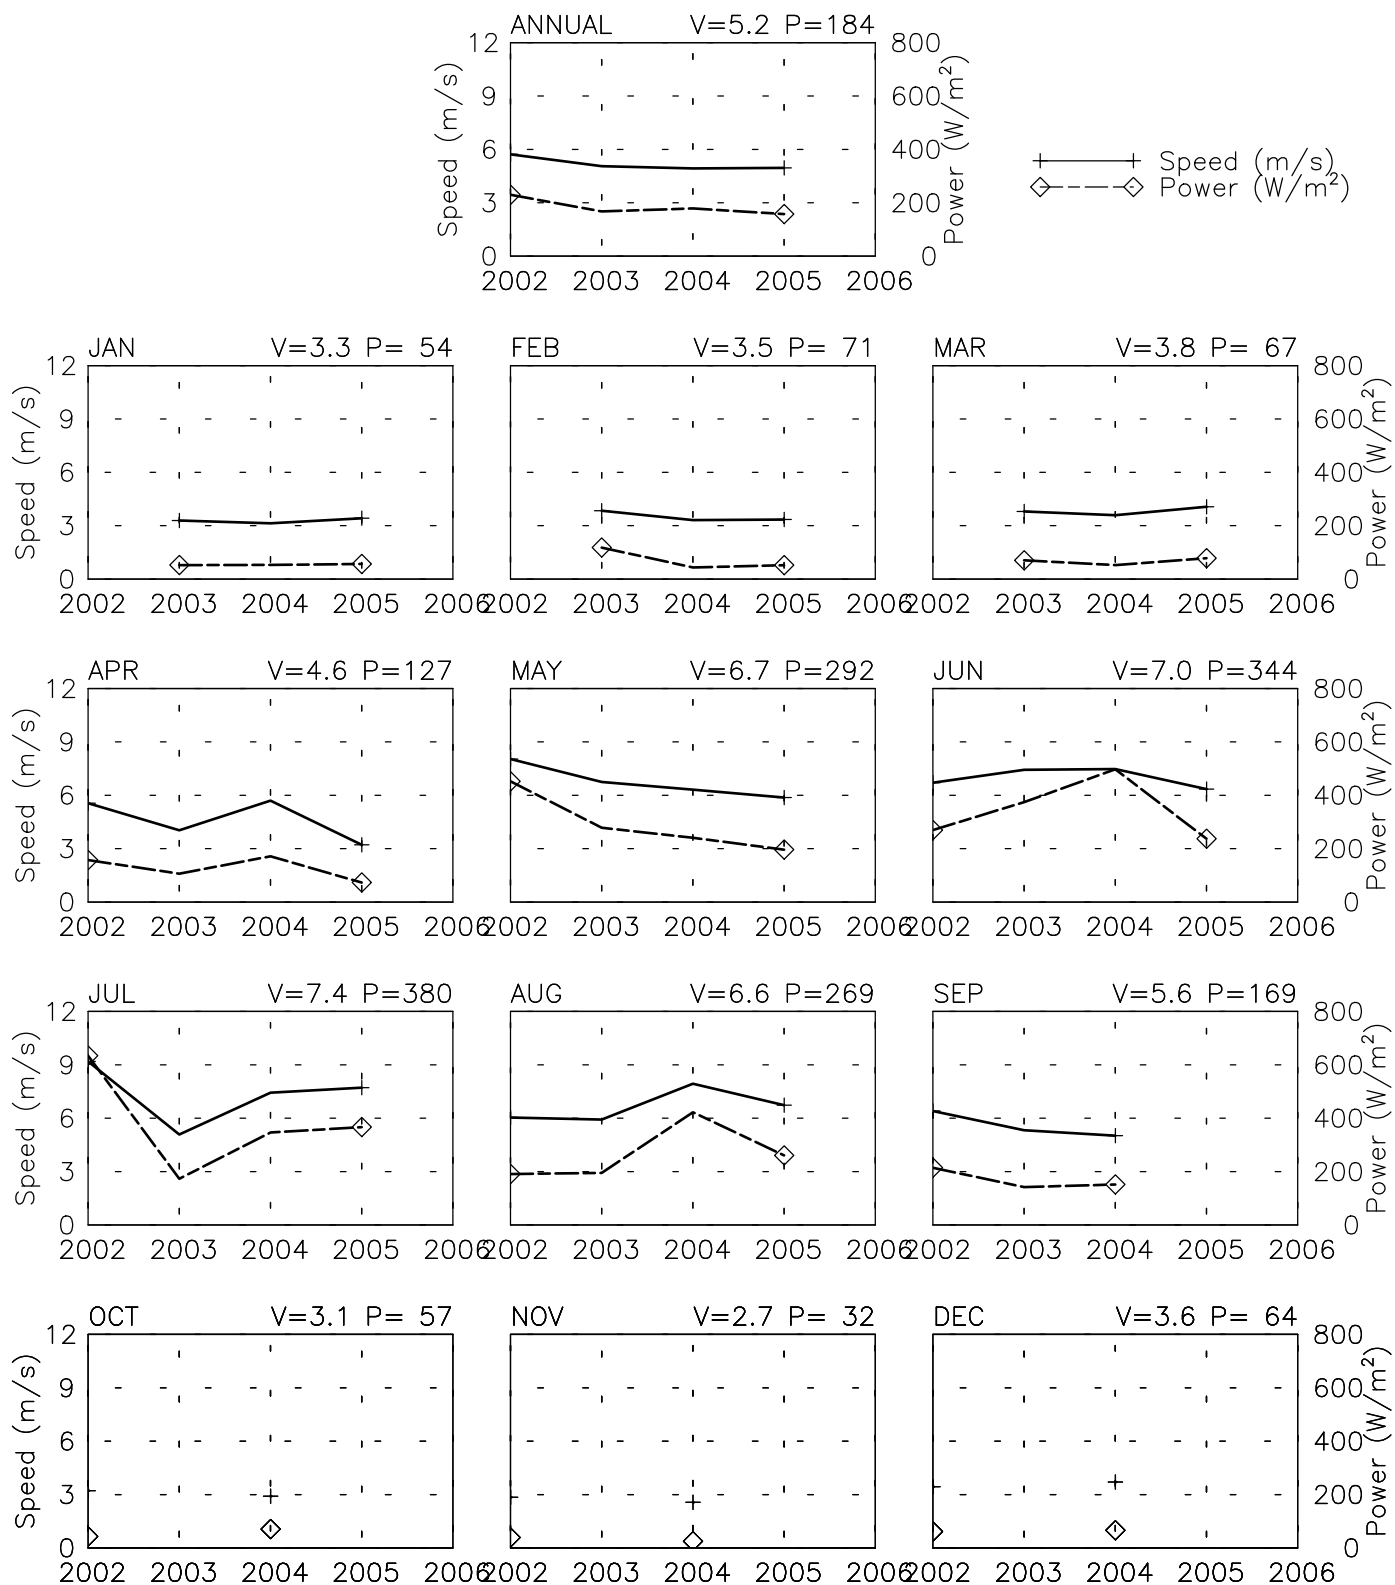 ANNUAL V=5.2 P=184
12 800
9 600
6 400
3 200
0 0
Speed (m/s)
Power (W/m²)
2002 2003 2004 2005 2006
Speed (m/s)
Power (W/m²)
JAN V=3.3 P= 54 FEB V=3.5 P= 71 MAR V=3.8 P= 67
12 800
9 600
6 400
3 200
0 0
Speed (m/s)
Power (W/m²)
2002 2003 2004 2005 2006 2002 2003 2004 2005 2006 2002 2003 2004 2005 2006
APR V=4.6 P=127 MAY V=6.7 P=292 JUN V=7.0 P=344
12 800
9 600
6 400
3 200
0 0
Speed (m/s)
Power (W/m²)
2002 2003 2004 2005 2006 2002 2003 2004 2005 2006 2002 2003 2004 2005 2006
JUL V=7.4 P=380 AUG V=6.6 P=269 SEP V=5.6 P=169
12 800
9 600
6 400
3 200
0 0
Speed (m/s)
Power (W/m²)
2002 2003 2004 2005 2006 2002 2003 2004 2005 2006 2002 2003 2004 2005 2006
OCT V=3.1 P= 57 NOV V=2.7 P= 32 DEC V=3.6 P= 64
12 800
9 600
6 400
3 200
0 0
Speed (m/s)
Power (W/m²)
2002 2003 2004 2005 2006 2002 2003 2004 2005 2006 2002 2003 2004 2005 2006